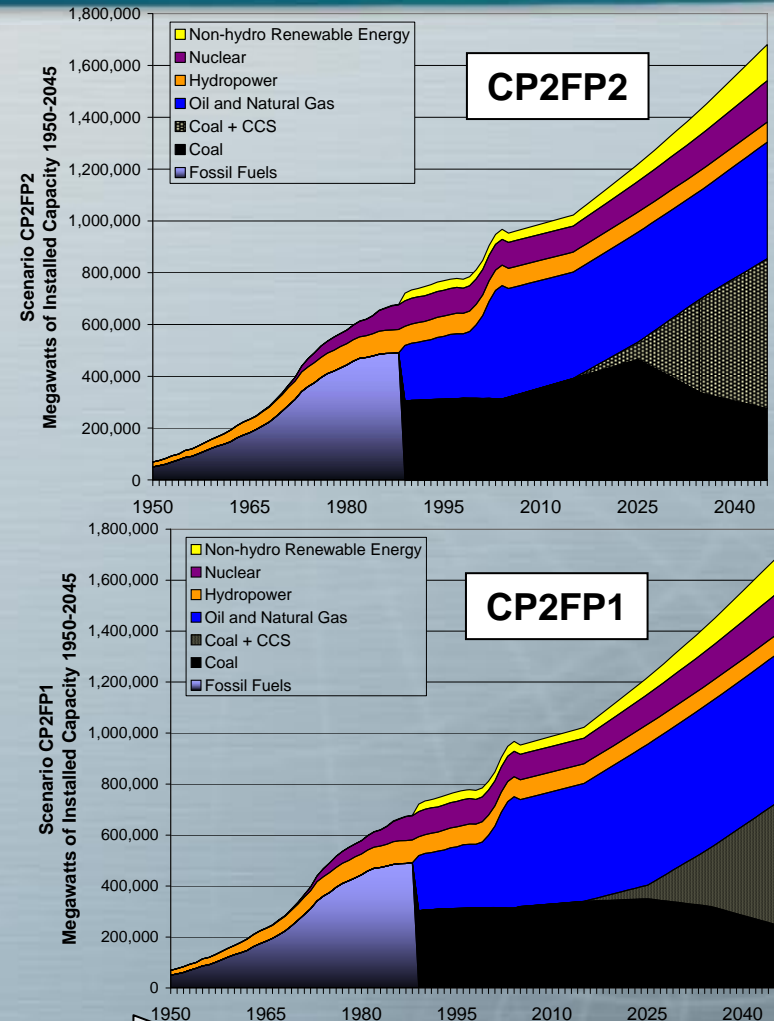 1,800,000
1,600,000
1,400,000
1,200,000
1,000,000
800,000
600,000
400,000
200,000
0
Scenario CP2FP2
Megawatts of Installed Capacity 1950-2045
Non-hydro Renewable Energy
Nuclear
Hydropower
Oil and Natural Gas
Coal + CCS
Coal
Fossil Fuels
CP2FP2
1950 1965 1980 1995 2010 2025 2040
1,800,000
1,600,000
1,400,000
1,200,000
1,000,000
800,000
600,000
400,000
200,000
0
Scenario CP2FP1
Megawatts of Installed Capacity 1950-2045
Non-hydro Renewable Energy
Nuclear
Hydropower
Oil and Natural Gas
Coal + CCS
Coal
Fossil Fuels
CP2FP1
1950 1965 1980 1995 2010 2025 2040